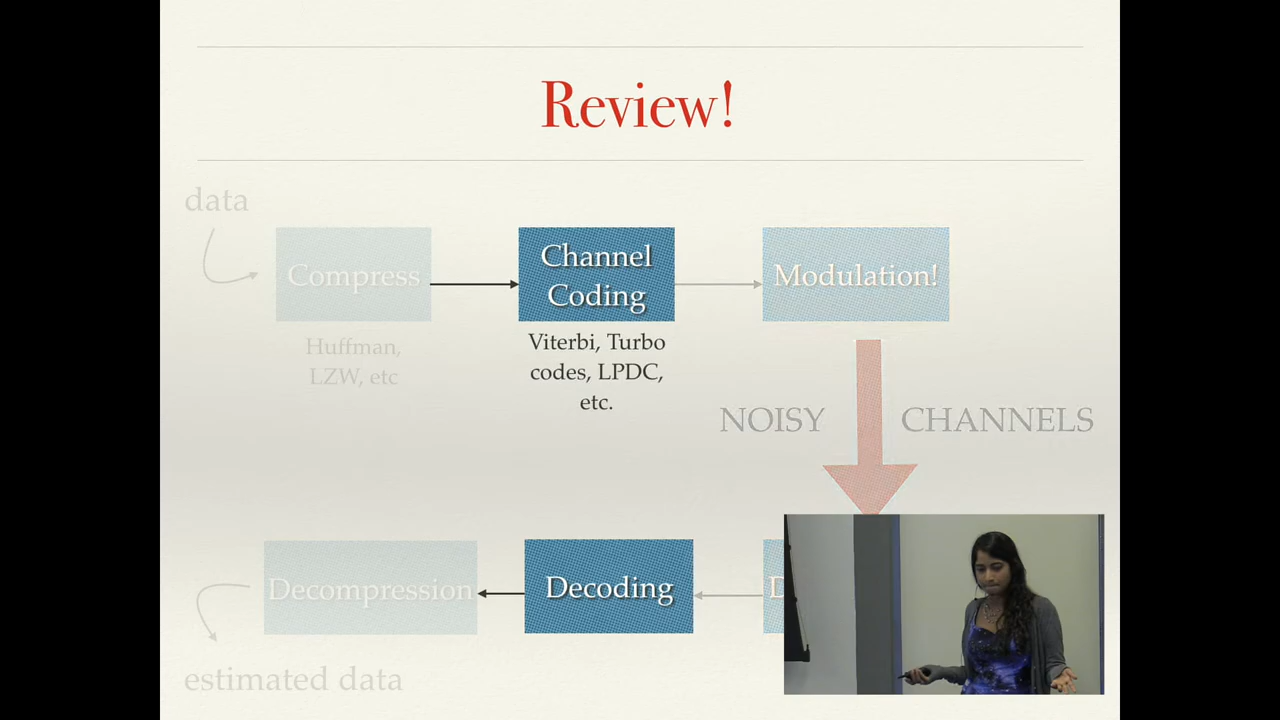 Review!
data
Compress
Channel
Coding
Modulation!
Huffman,
LZW, etc
Viterbi, Turbo
codes, LPDC,
etc.
NOISY CHANNELS
Decompression
Decoding
estimated data